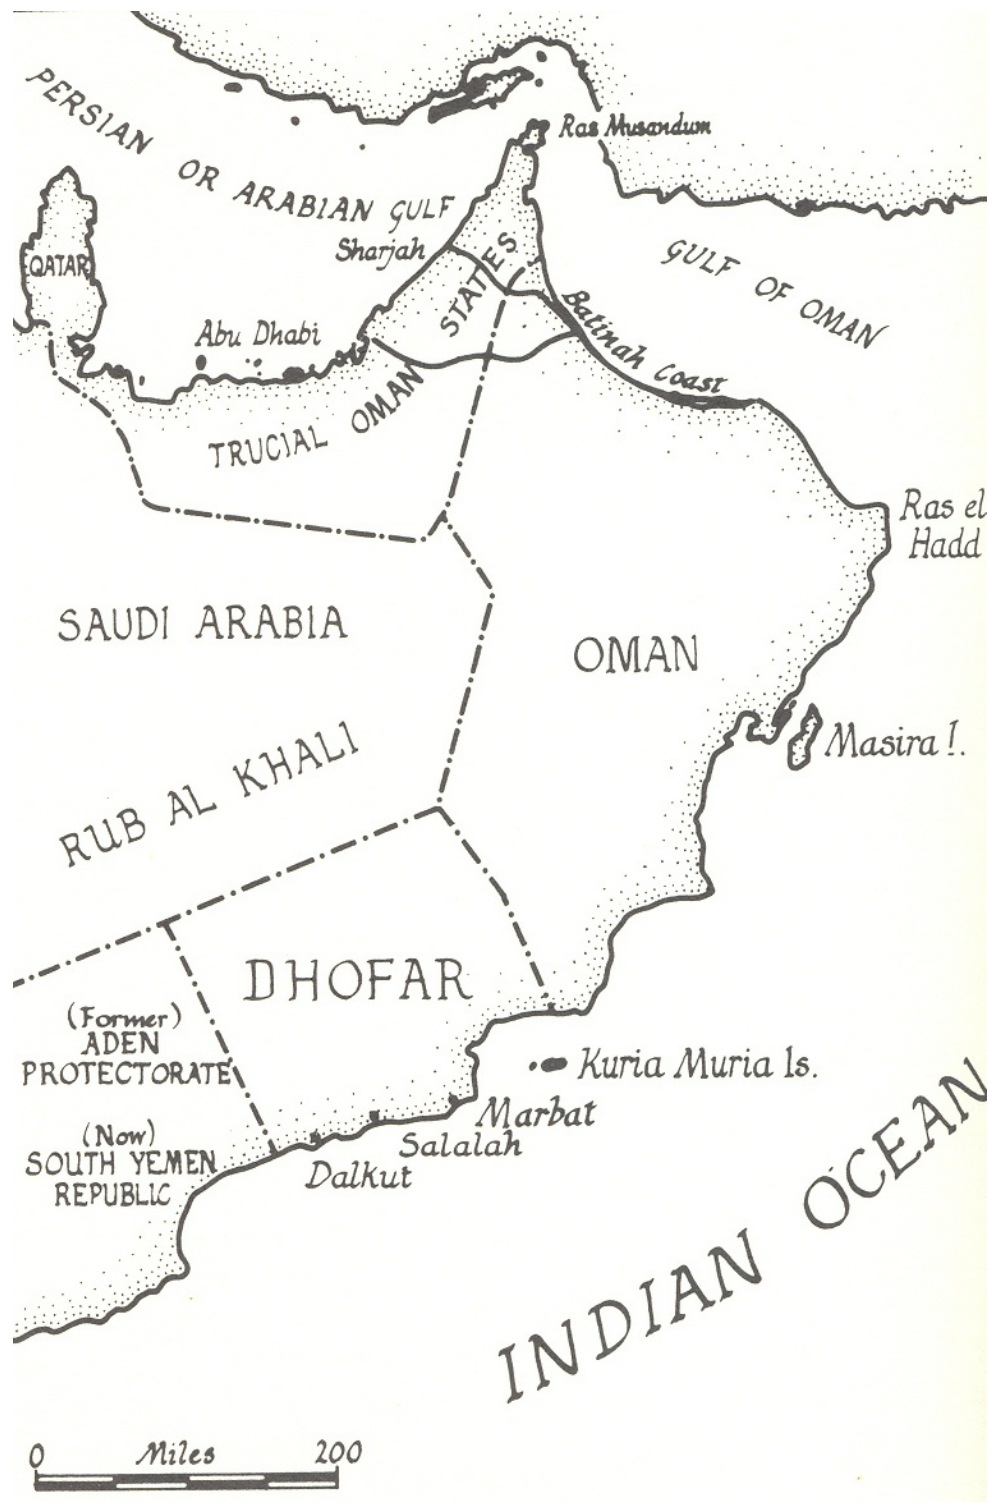 PERSIAN OR ARABIAN GULF
Ras Musandum
QATAR
Sharjah
GULF OF OMAN
Abu Dhabi
Batinah Coast
TRUCIAL OMAN STATES
Ras el
Hadd
SAUDI ARABIA
OMAN
Masira I.
RUB AL KHALI
DHOFAR
(Former)
ADEN
PROTECTORATE
Kuria Muria Is.
Marbat
Salalah
Dalkut
(Now)
SOUTH YEMEN
REPUBLIC
INDIAN OCEAN
0 Miles 200